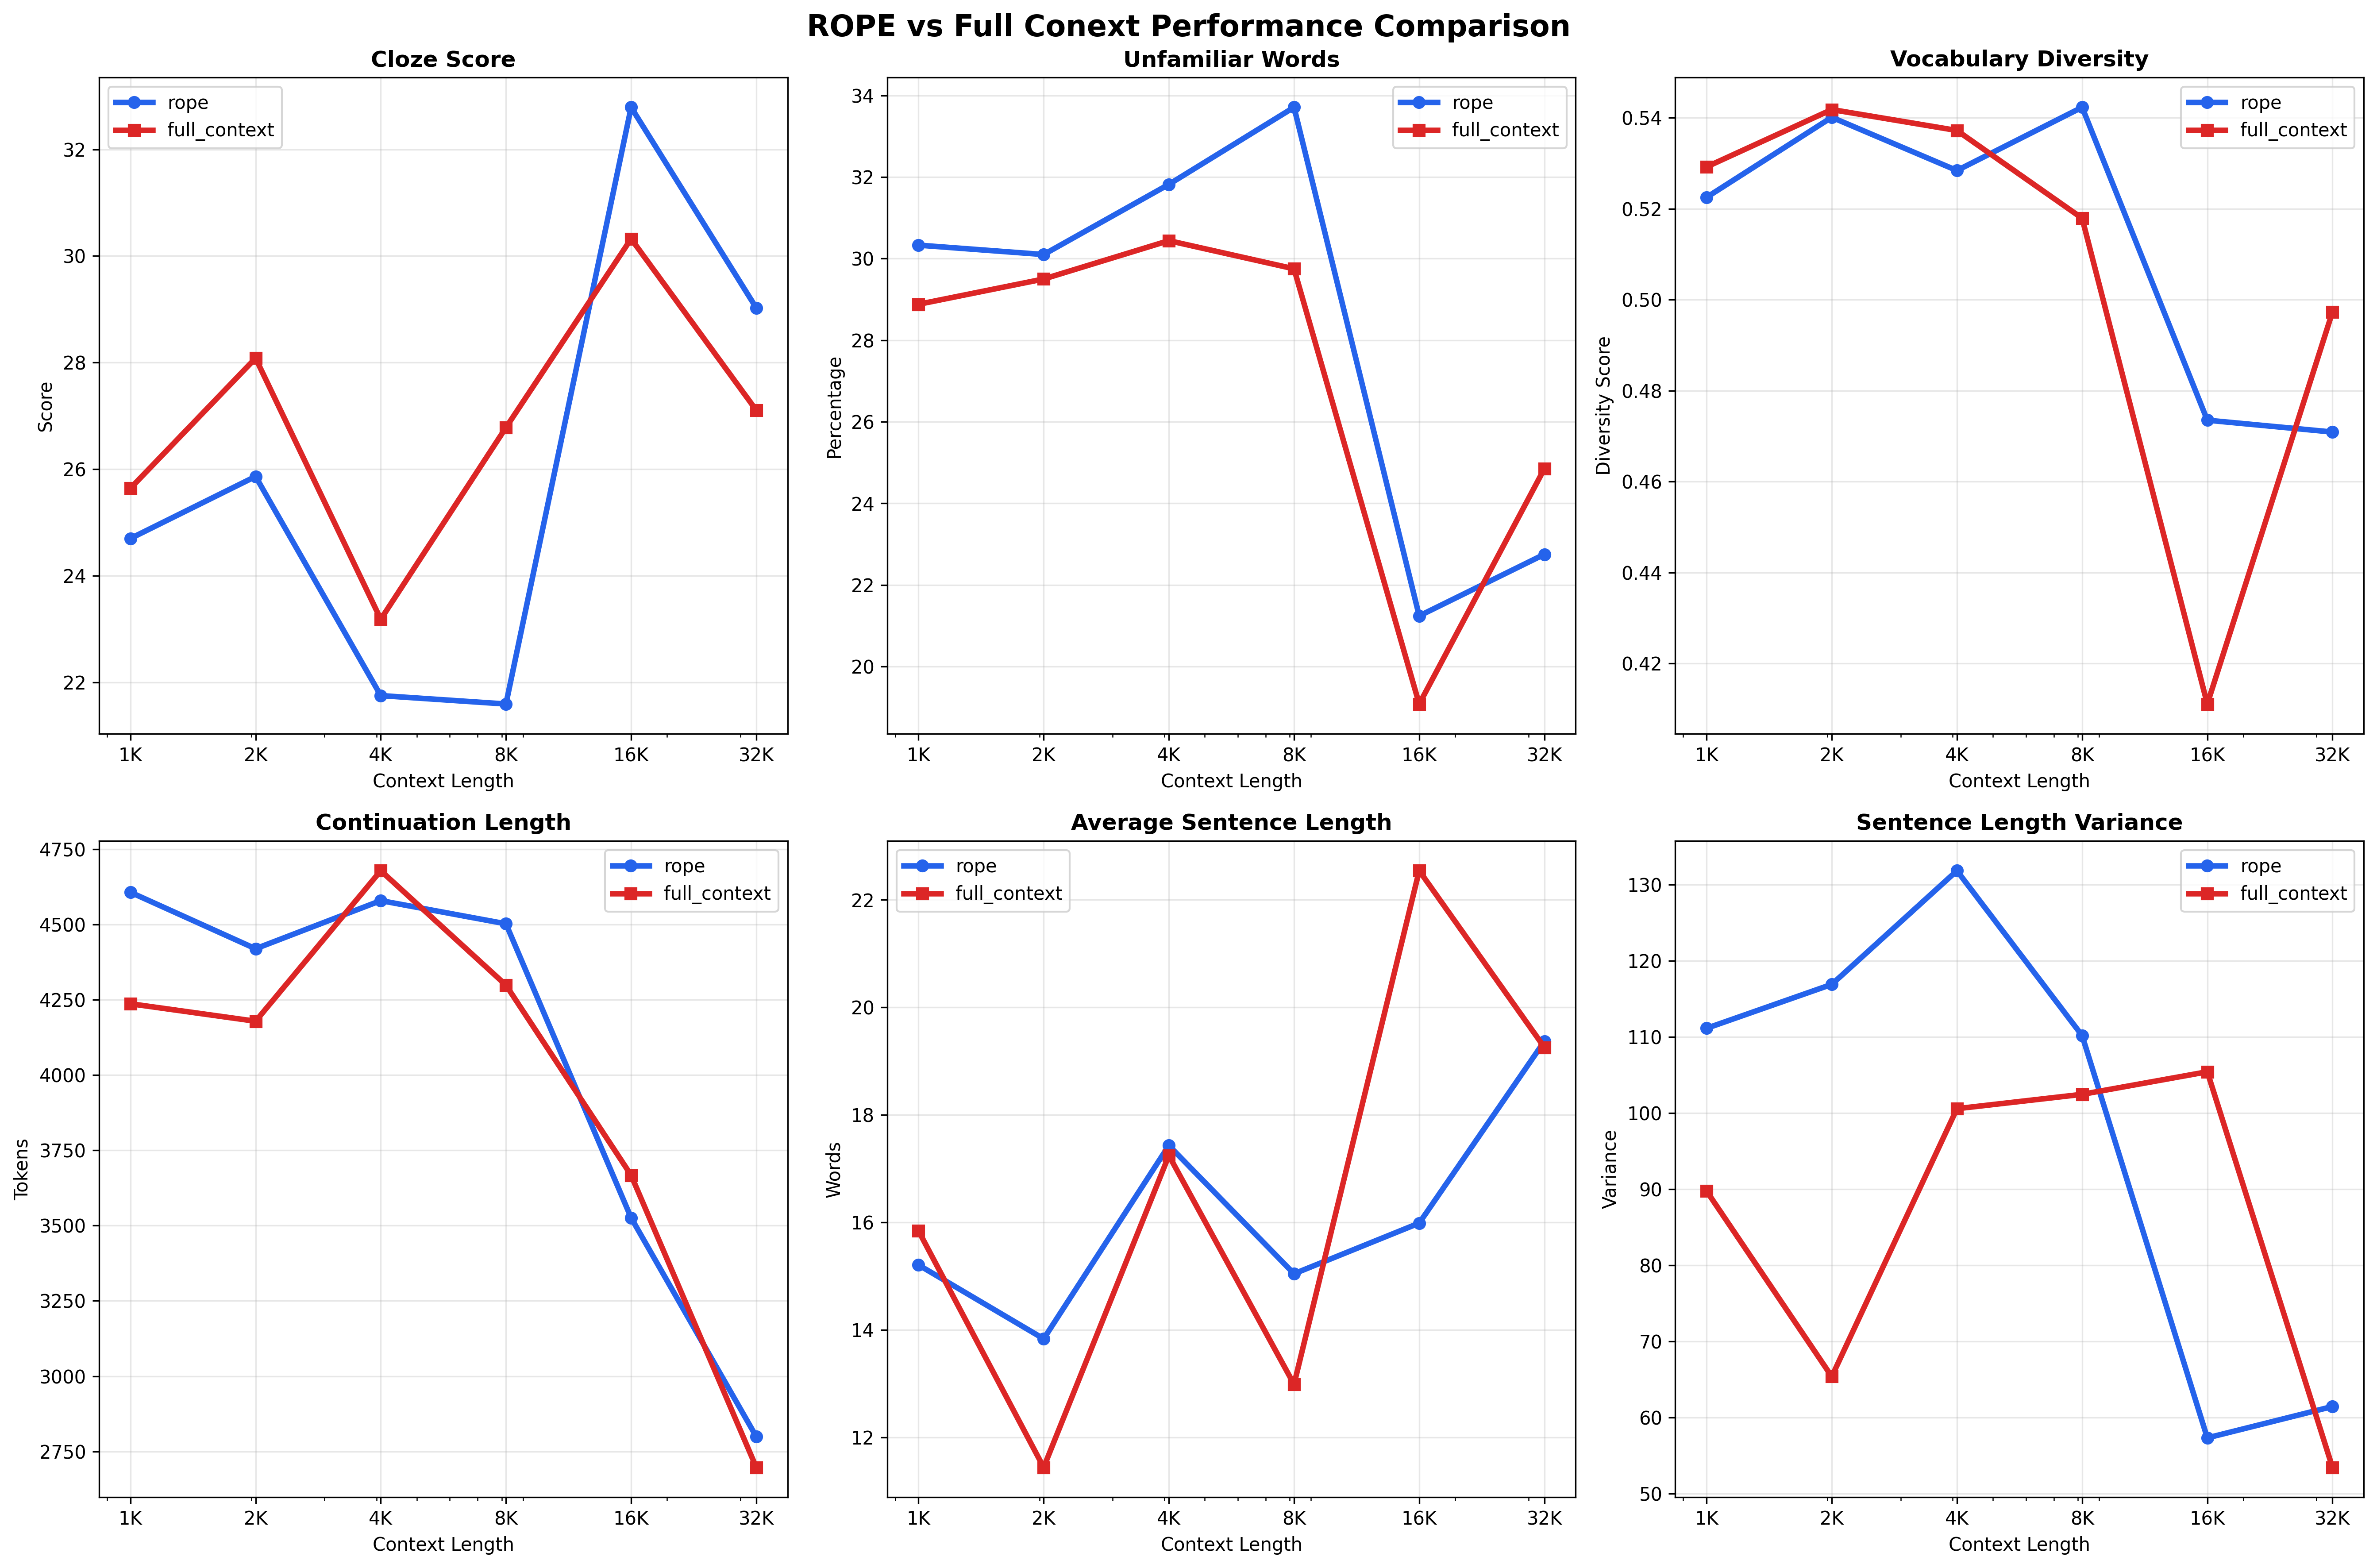 ROPE vs Full Conext Performance Comparison
Cloze Score
rope
full_context
32
30
28
26
24
22
Score
1K 2K 4K 8K 16K 32K
Context Length
Unfamiliar Words
rope
full_context
34
32
30
28
26
24
22
20
Percentage
1K 2K 4K 8K 16K 32K
Context Length
Vocabulary Diversity
rope
full_context
0.54
0.52
0.50
0.48
0.46
0.44
0.42
Diversity Score
1K 2K 4K 8K 16K 32K
Context Length
Continuation Length
rope
full_context
4750
4500
4250
4000
3750
3500
3250
3000
2750
Tokens
1K 2K 4K 8K 16K 32K
Context Length
Average Sentence Length
rope
full_context
22
20
18
16
14
12
Words
1K 2K 4K 8K 16K 32K
Context Length
Sentence Length Variance
rope
full_context
130
120
110
100
90
80
70
60
50
Variance
1K 2K 4K 8K 16K 32K
Context Length